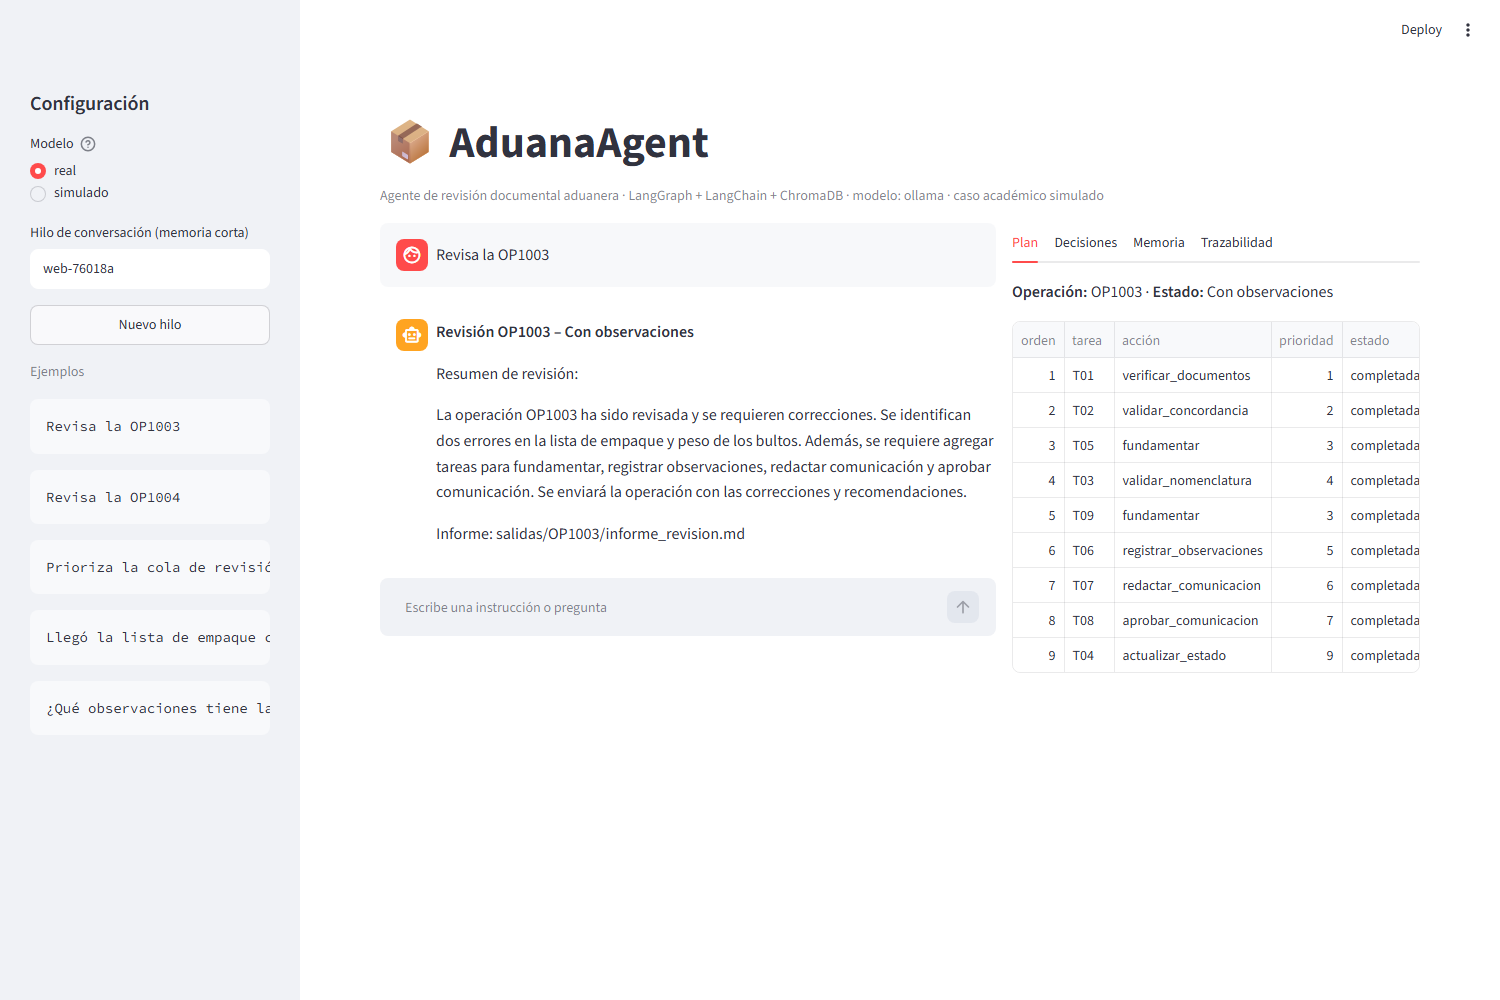 Deploy
Configuración
Modelo
real
simulado
Hilo de conversación (memoria corta)
web-76018a
Nuevo hilo
Ejemplos
Revisa la OP1003
Revisa la OP1004
Prioriza la cola de revisió
Llegó la lista de empaque c
¿Qué observaciones tiene la
AduanaAgent
Agente de revisión documental aduanera · LangGraph + LangChain + ChromaDB · modelo: ollama · caso académico simulado
Revisa la OP1003
Revisión OP1003 – Con observaciones
Resumen de revisión:
La operación OP1003 ha sido revisada y se requieren correcciones. Se identifican
dos errores en la lista de empaque y peso de los bultos. Además, se requiere agregar
tareas para fundamentar, registrar observaciones, redactar comunicación y aprobar
comunicación. Se enviará la operación con las correcciones y recomendaciones.
Informe: salidas/OP1003/informe_revision.md
Escribe una instrucción o pregunta
Plan Decisiones Memoria Trazabilidad
Operación: OP1003 · Estado: Con observaciones
orden tarea acción prioridad estado
1 T01 verificar_documentos 1 completada
2 T02 validar_concordancia 2 completada
3 T05 fundamentar 3 completada
4 T03 validar_nomenclatura 4 completada
5 T09 fundamentar 3 completada
6 T06 registrar_observaciones 5 completada
7 T07 redactar_comunicacion 6 completada
8 T08 aprobar_comunicacion 7 completada
9 T04 actualizar_estado 9 completada